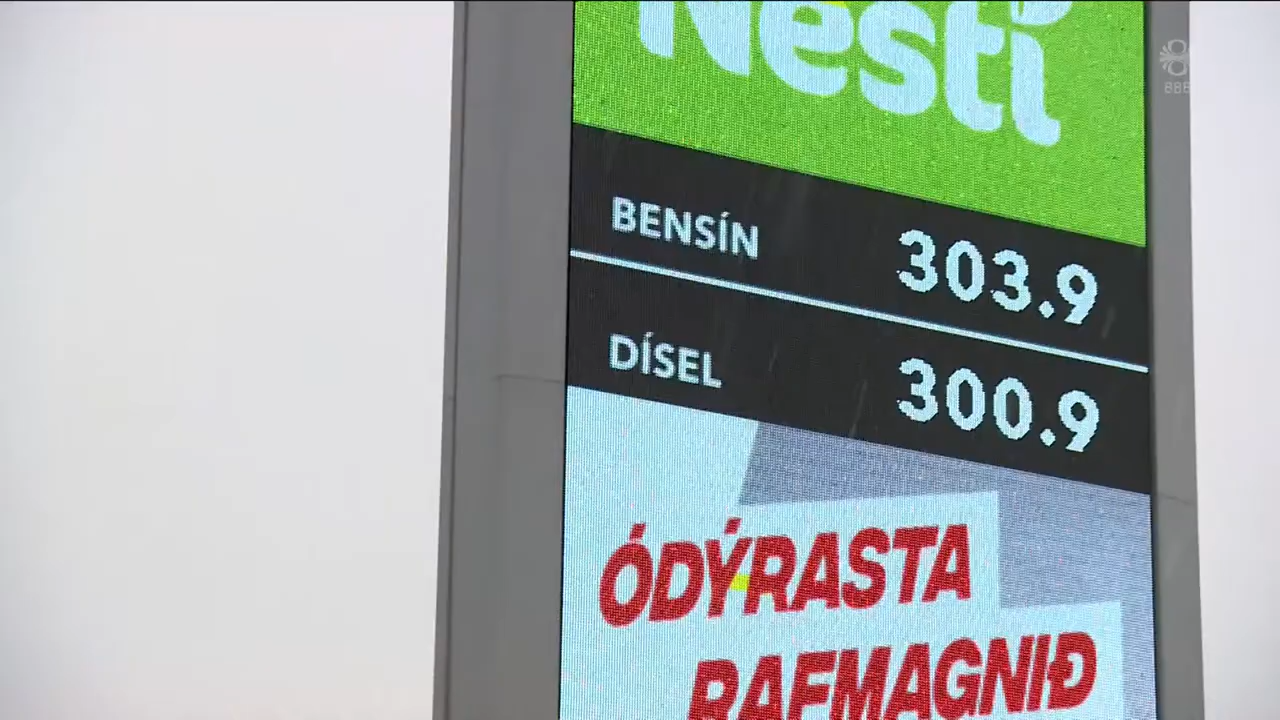 Nesti
BENSÍN 303.9
DÍSEL 300.9
ÓDÝRASTA
RAFMAGNIÐ